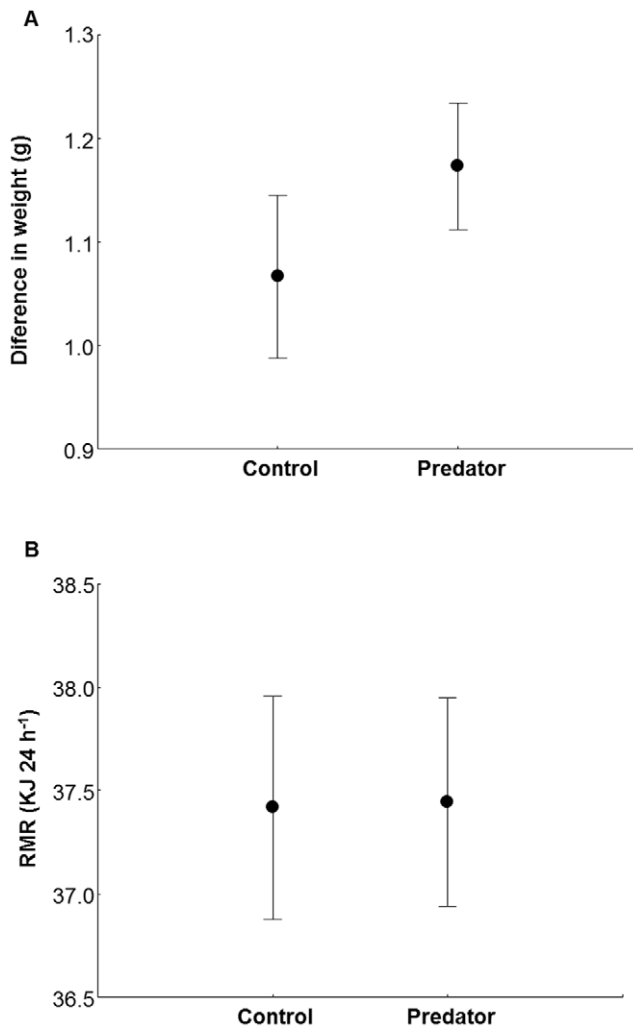 A
1.3
1.2
1.1
1.0
0.9
Diference in weight (g)
Control Predator
B
38.5
38.0
37.5
37.0
36.5
RMR (KJ 24 h⁻¹)
Control Predator